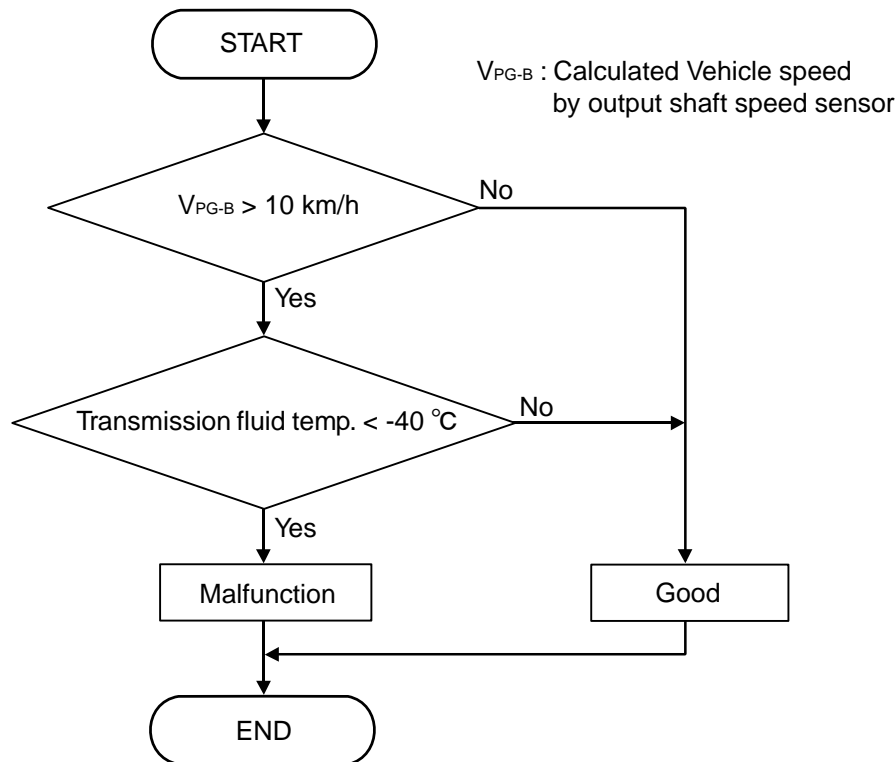 START
VPG-B : Calculated Vehicle speed
by output shaft speed sensor
VPG-B > 10 km/h
No
Yes
Transmission fluid temp. < -40 °C
No
Yes
Malfunction
Good
END